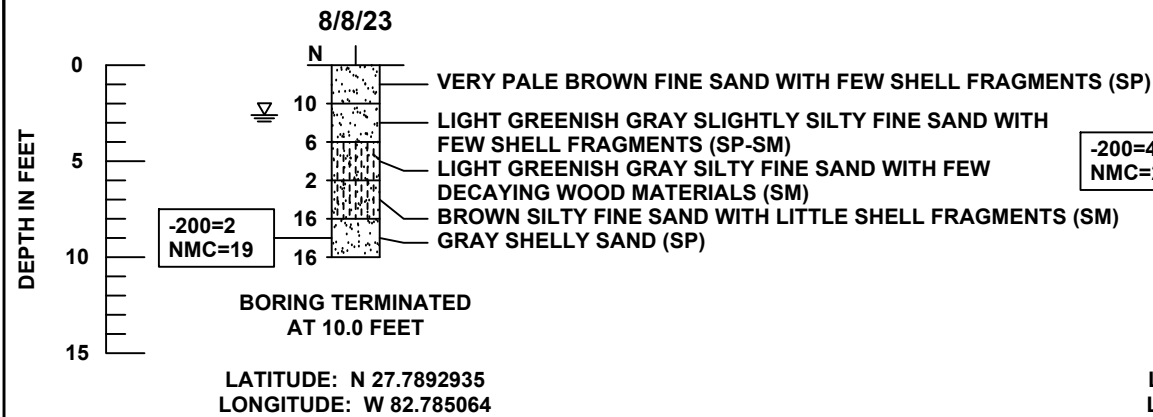 8/8/23
N
0
VERY PALE BROWN FINE SAND WITH FEW SHELL FRAGMENTS (SP)
10
LIGHT GREENISH GRAY SLIGHTLY SILTY FINE SAND WITH
FEW SHELL FRAGMENTS (SP-SM)
6
LIGHT GREENISH GRAY SILTY FINE SAND WITH FEW
DECAYING WOOD MATERIALS (SM)
5
2
BROWN SILTY FINE SAND WITH LITTLE SHELL FRAGMENTS (SM)
16
GRAY SHELLY SAND (SP)
-200=2
NMC=19
10
16
DEPTH IN FEET
BORING TERMINATED
AT 10.0 FEET
15
LATITUDE: N 27.7892935
LONGITUDE: W 82.785064
-200=4
NMC=
L
L